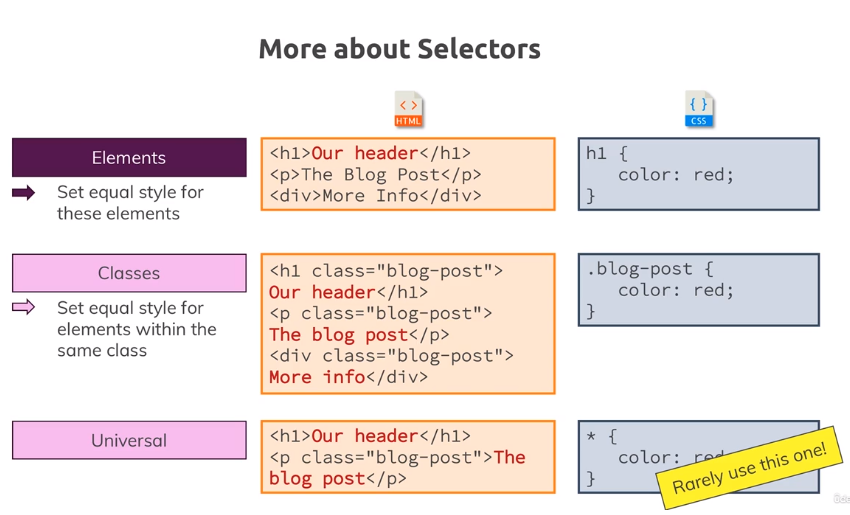 More about Selectors
HTML
CSS
Elements
Set equal style for
these elements
<h1>Our header</h1>
<p>The Blog Post</p>
<div>More Info</div>
h1 {
color: red;
}
Classes
Set equal style for
elements within the
same class
<h1 class="blog-post">
Our header</h1>
<p class="blog-post">
The blog post</p>
<div class="blog-post">
More info</div>
.blog-post {
color: red;
}
Universal
<h1>Our header</h1>
<p class="blog-post">The
blog post</p>
* {
color: red
}
Rarely use this one!